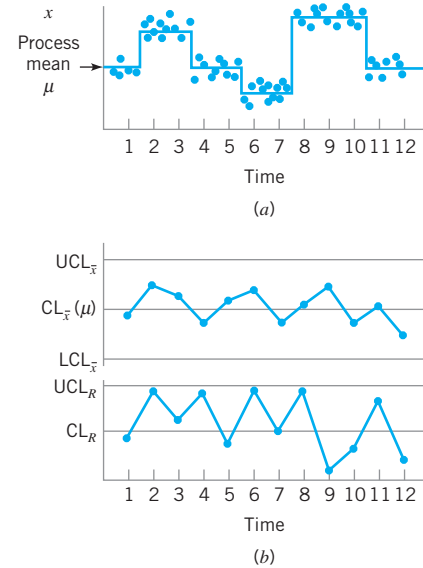 x
Process
mean
μ
1 2 3 4 5 6 7 8 9 10 11 12
Time
(a)
UCL_x̄
CL_x̄ (μ)
LCL_x̄
UCL_R
CL_R
1 2 3 4 5 6 7 8 9 10 11 12
Time
(b)